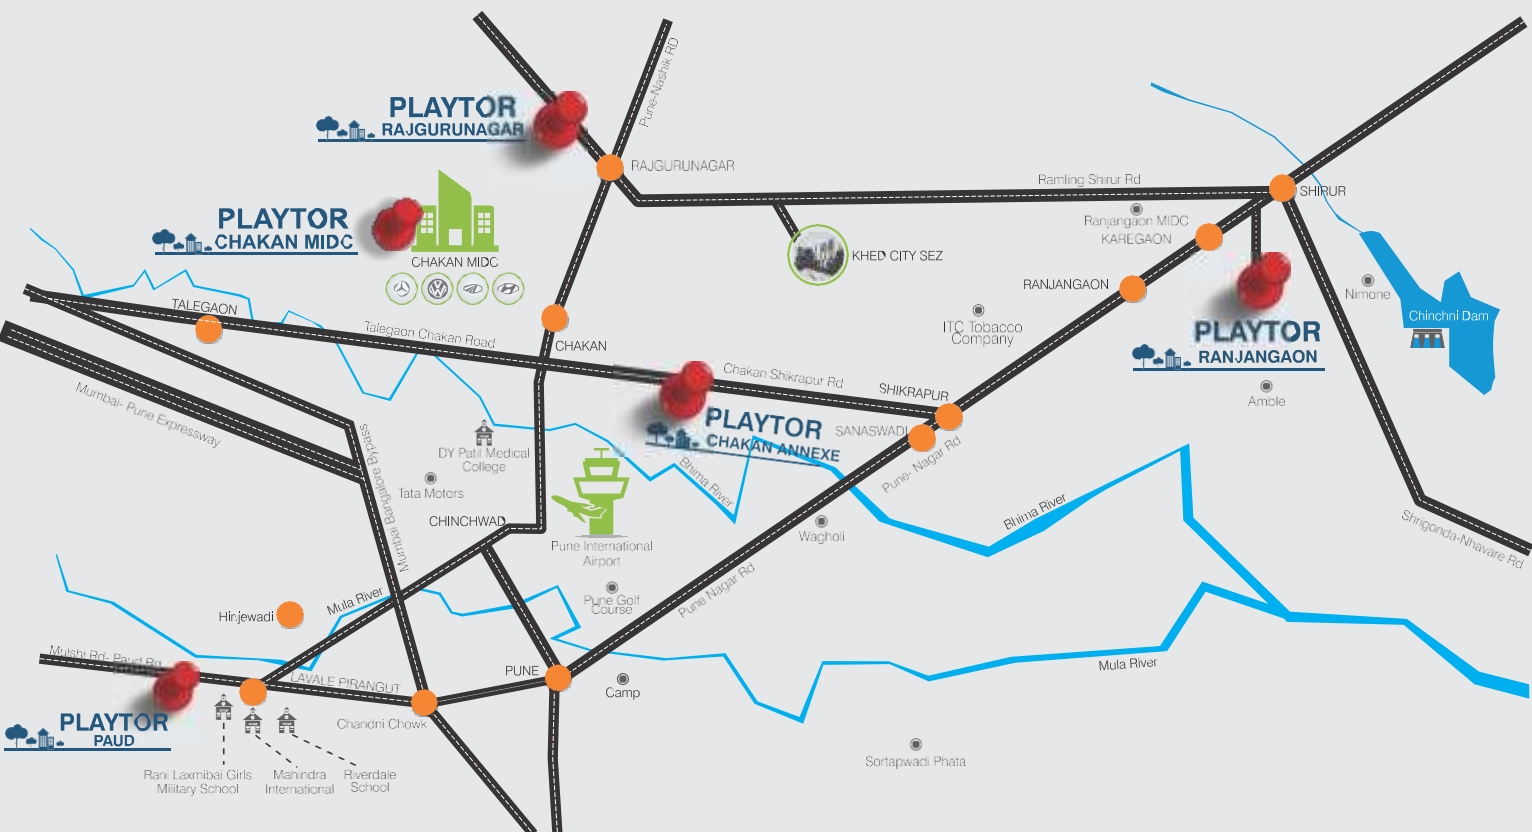 Pune-Nashik RD
PLAYTOR
RAJGURUNAGAR
RAJGURUNAGAR
Ramling Shirur Rd
SHIRUR
PLAYTOR
CHAKAN MIDC
Ranjangaon MIDC
KAREGAON
CHAKAN MIDC
KHED CITY SEZ
RANJANGAON
Nimone
TALEGAON
Talegaon Chakan Road
CHAKAN
ITC Tobacco
Company
Chinchni Dam
PLAYTOR
RANJANGAON
Chakan Shikrapur Rd
SHIKRAPUR
Amble
Mumbai- Pune Expressway
Mumbai Bangalore Bypass
PLAYTOR
CHAKAN ANNEXE
SANASWADI
Pune- Nagar Rd
DY Patil Medical
College
Bhima River
Tata Motors
CHINCHWAD
Bhima River
Shrigonda-Nhavare Rd
Wagholi
Pune International
Airport
Pune Golf
Course
Pune Nagar Rd
Mula River
Hinjewadi
Mulshi Rd- Paud Rd
LAVALE PIRANGUT
PUNE
Camp
Mula River
PLAYTOR
PAUD
Chandni Chowk
Sortapwadi Phata
Rani Laxmibai Girls
Military School
Mahindra
International
Riverdale
School